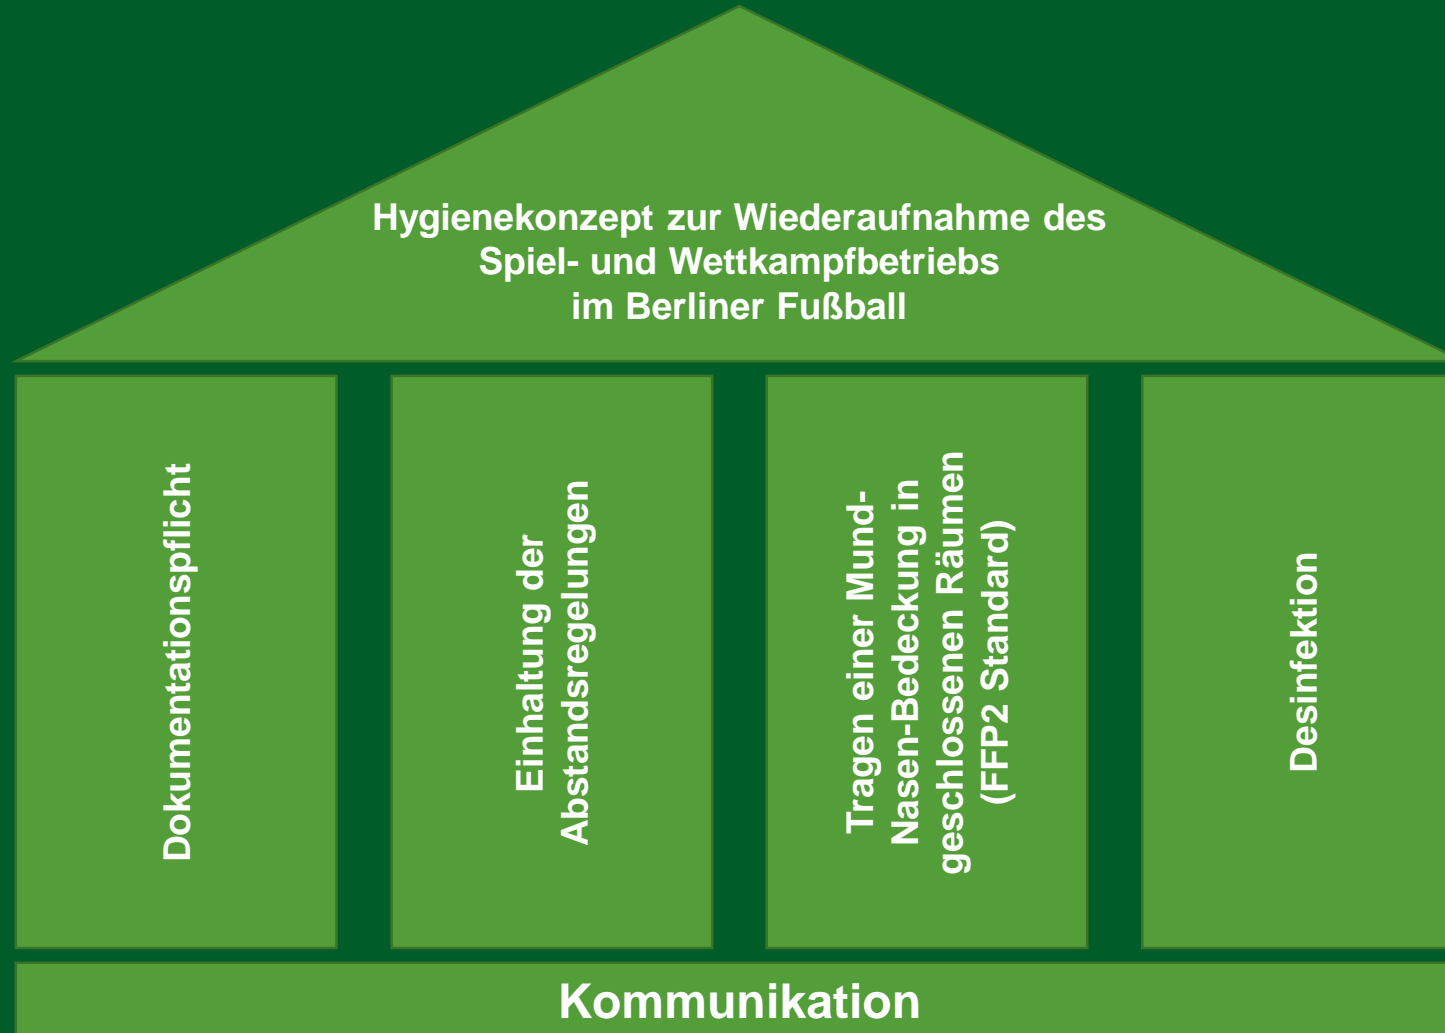 Hygienekonzept zur Wiederaufnahme des
Spiel- und Wettkampfbetriebs
im Berliner Fußball
Dokumentationspflicht
Einhaltung der
Abstandsregelungen
Tragen einer Mund-
Nasen-Bedeckung in
geschlossenen Räumen
(FFP2 Standard)
Desinfektion
Kommunikation